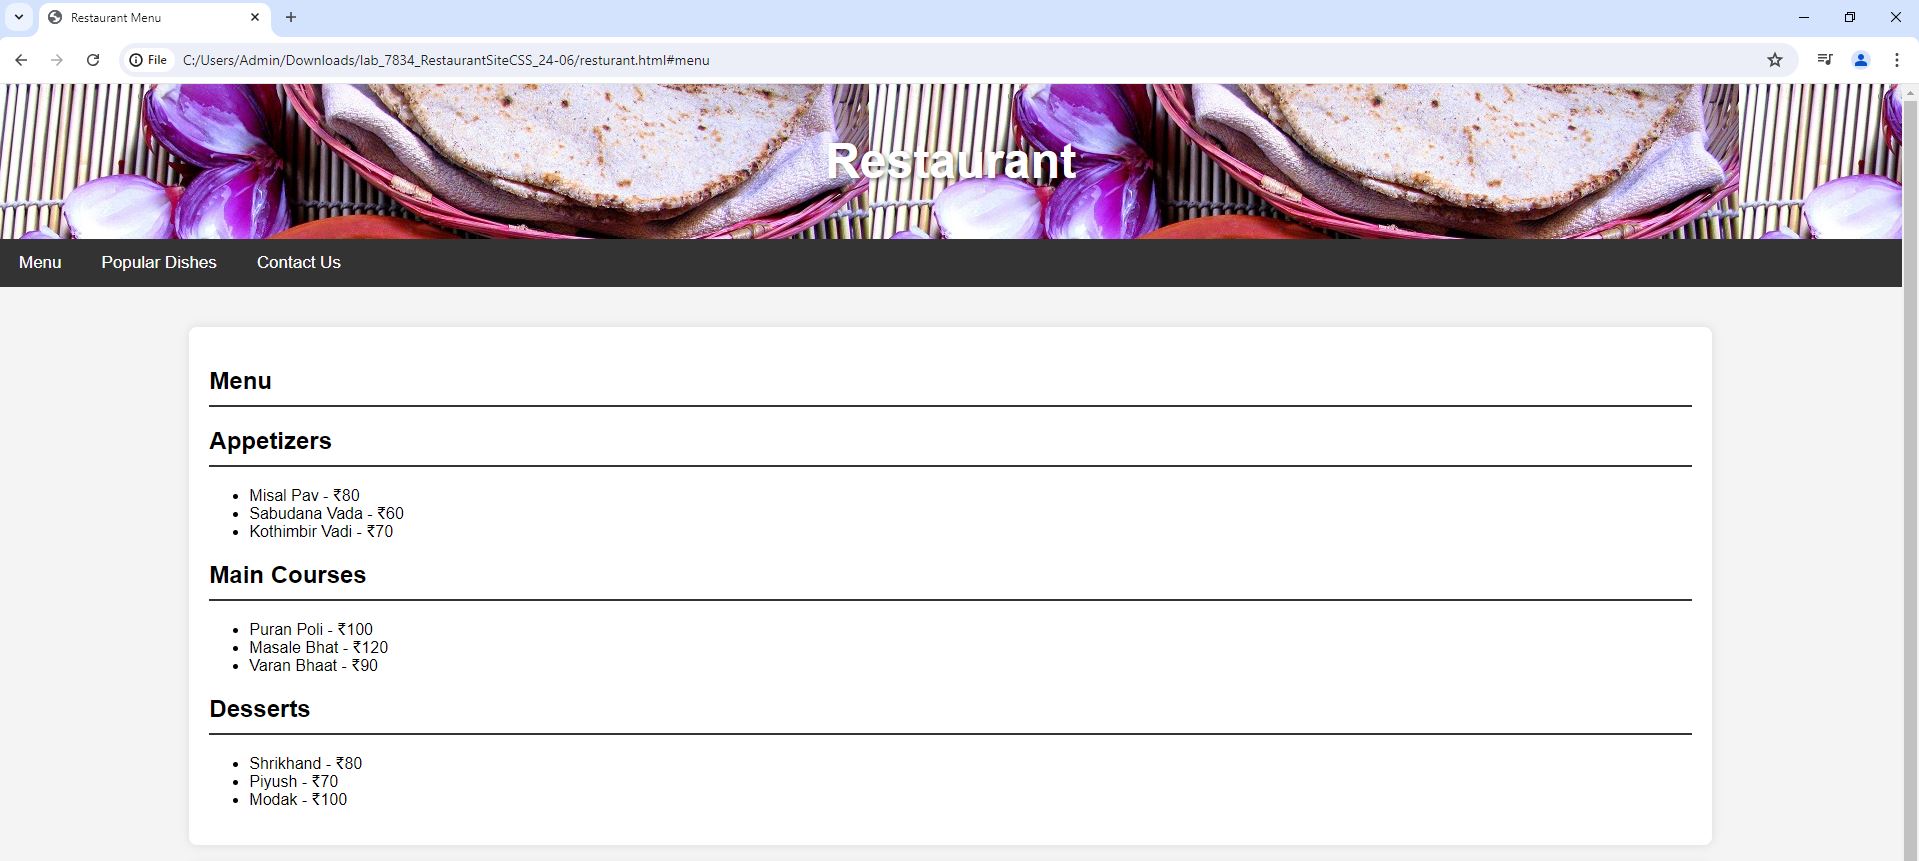 Restaurant Menu
File
C:/Users/Admin/Downloads/lab_7834_RestaurantSiteCSS_24-06/resturant.html#menu
Restaurant
Menu Popular Dishes Contact Us
Menu
Appetizers
• Misal Pav - ₹80
• Sabudana Vada - ₹60
• Kothimbir Vadi - ₹70
Main Courses
• Puran Poli - ₹100
• Masale Bhat - ₹120
• Varan Bhaat - ₹90
Desserts
• Shrikhand - ₹80
• Piyush - ₹70
• Modak - ₹100